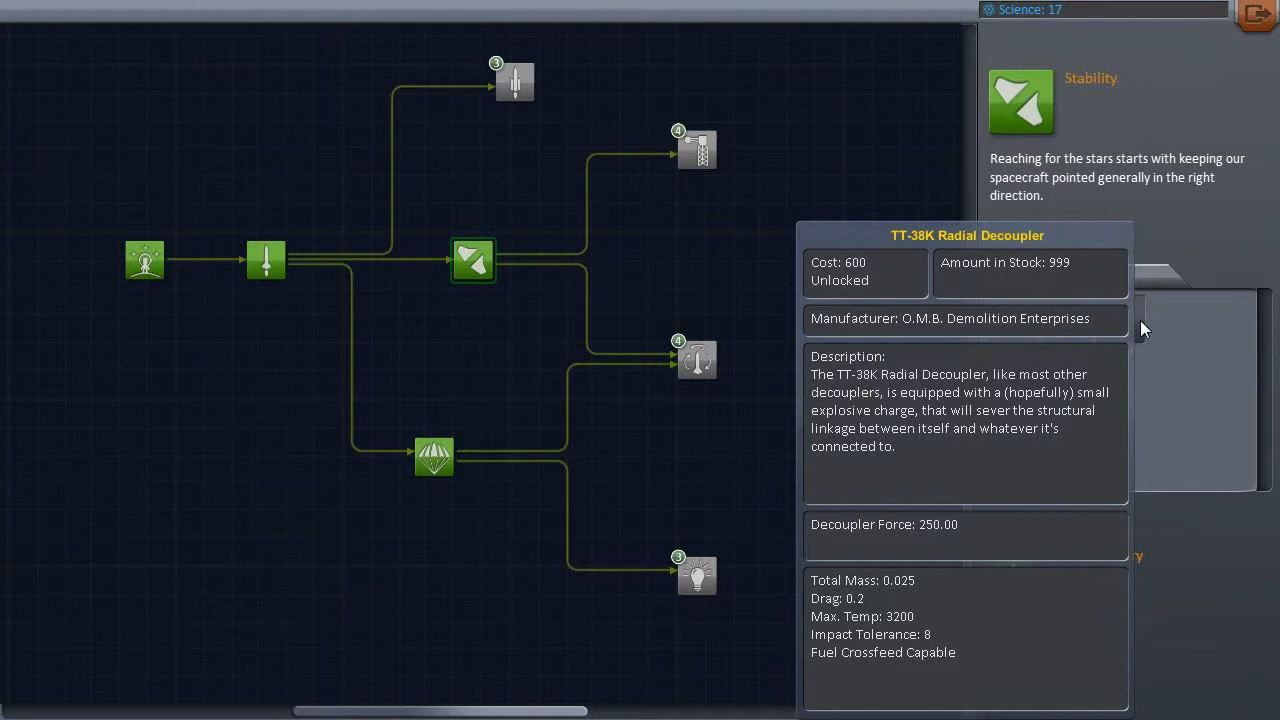 Science: 17
3
4
Stability
Reaching for the stars starts with keeping our
spacecraft pointed generally in the right
direction.
TT-38K Radial Decoupler
Cost: 600
Unlocked
Amount in Stock: 999
Manufacturer: O.M.B. Demolition Enterprises
4
Description:
The TT-38K Radial Decoupler, like most other
decouplers, is equipped with a (hopefully) small
explosive charge, that will sever the structural
linkage between itself and whatever it's
connected to.
Decoupler Force: 250.00
3
Total Mass: 0.025
Drag: 0.2
Max. Temp: 3200
Impact Tolerance: 8
Fuel Crossfeed Capable